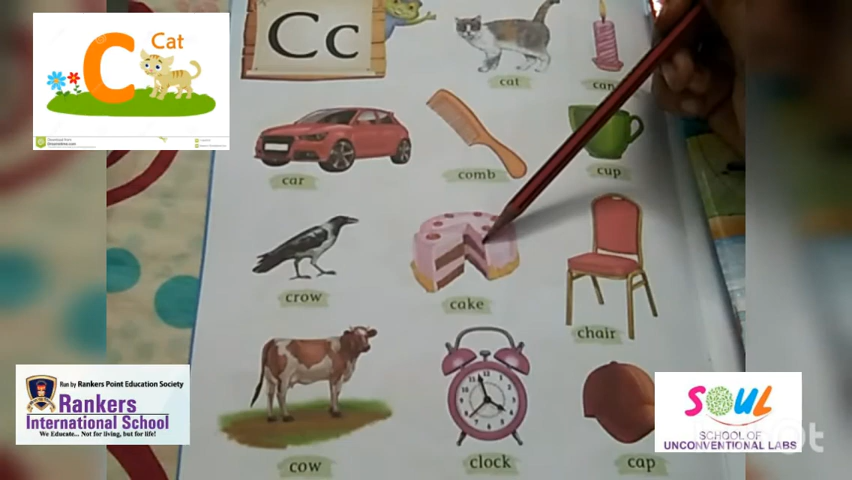 Cat
C
Cc
cat
can
car
comb
cup
crow
cake
chair
cow
clock
cap
Run by Rankers Point Education Society
Rankers
International School
We Educate... Not for living, but for life!
SOUL
SCHOOL OF
UNCONVENTIONAL LABS